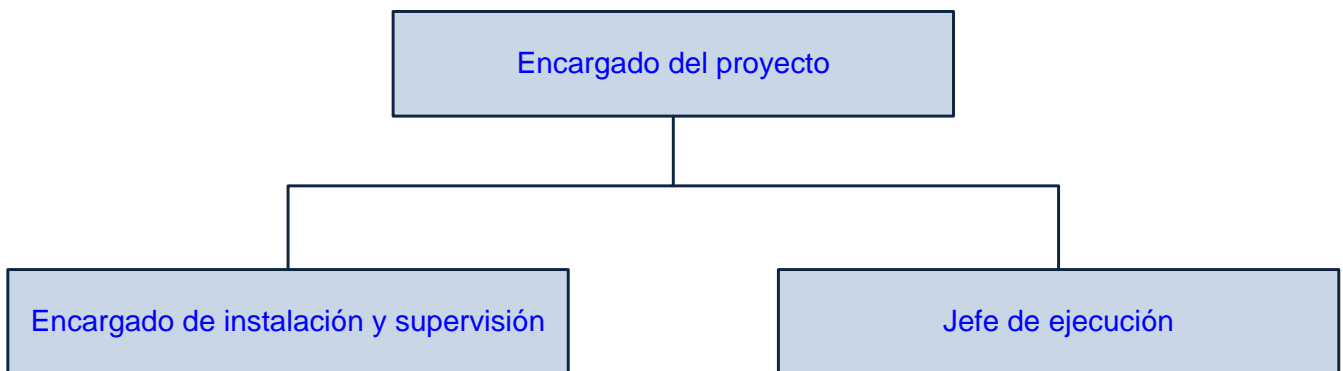 Encargado del proyecto
Encargado de instalación y supervisión
Jefe de ejecución